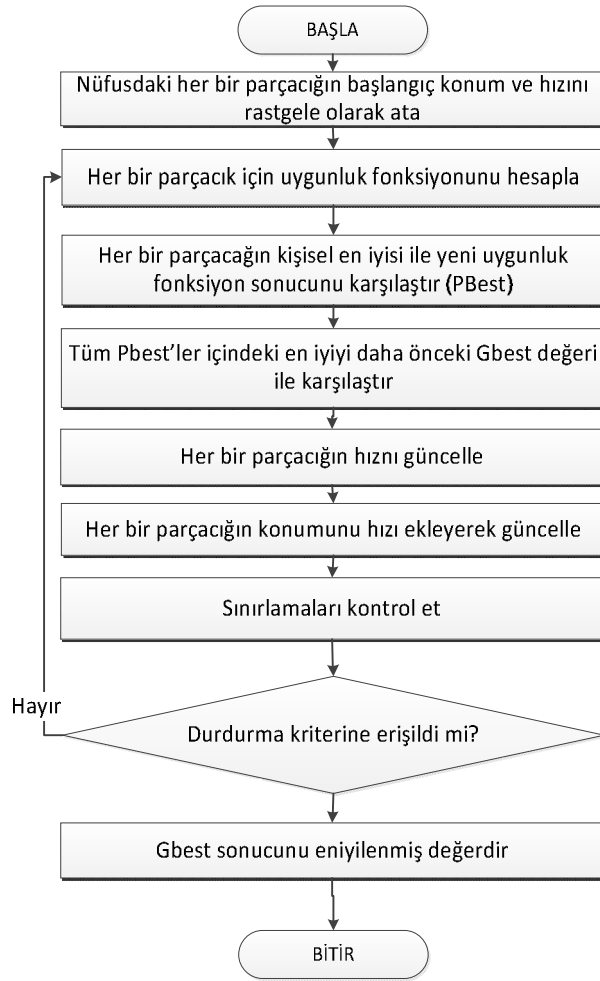 BAŞLA
Nüfusdaki her bir parçacığın başlangıç konum ve hızını
rastgele olarak ata
Her bir parçacık için uygunluk fonksiyonunu hesapla
Her bir parçacağın kişisel en iyisi ile yeni uygunluk
fonksiyon sonucunu karşılaştır (PBest)
Tüm Pbest’ler içindeki en iyiyi daha önceki Gbest değeri
ile karşılaştır
Her bir parçacığın hıznı güncelle
Her bir parçacığın konumunu hızı ekleyerek güncelle
Sınırlamaları kontrol et
Hayır
Durdurma kriterine erişildi mi?
Gbest sonucunu eniyilenmiş değerdir
BİTİR